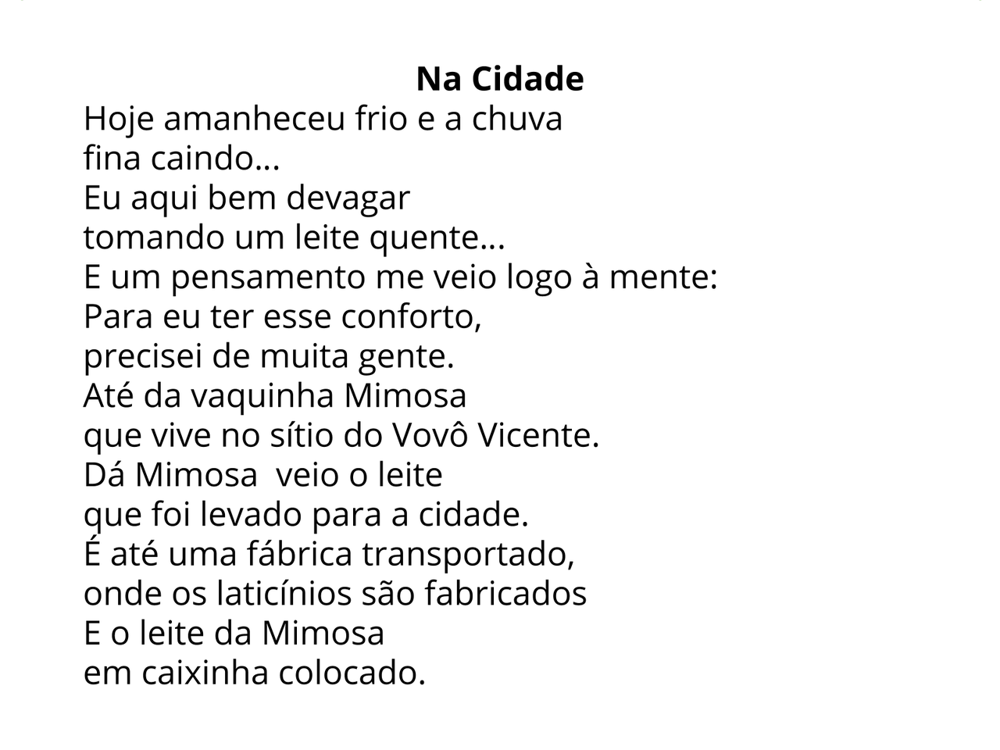 Na Cidade
Hoje amanheceu frio e a chuva
fina caindo...
Eu aqui bem devagar
tomando um leite quente...
E um pensamento me veio logo à mente:
Para eu ter esse conforto,
precisei de muita gente.
Até da vaquinha Mimosa
que vive no sítio do Vovô Vicente.
Dá Mimosa  veio o leite
que foi levado para a cidade.
É até uma fábrica transportado,
onde os laticínios são fabricados
E o leite da Mimosa
em caixinha colocado.